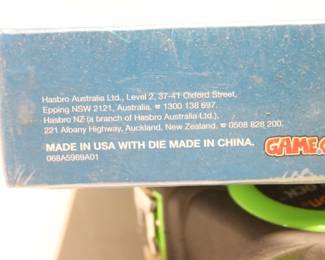 Hasbro Australia Ltd., Level 2, 37-41 Oxford Street,
Epping NSW 2121, Australia. ☎ 1300 138 697.
Hasbro NZ (a branch of Hasbro Australia Ltd.),
221 Albany Highway, Auckland, New Zealand. ☎ 0508 828 200.
MADE IN USA WITH DIE MADE IN CHINA.
068A5969A01
GAME